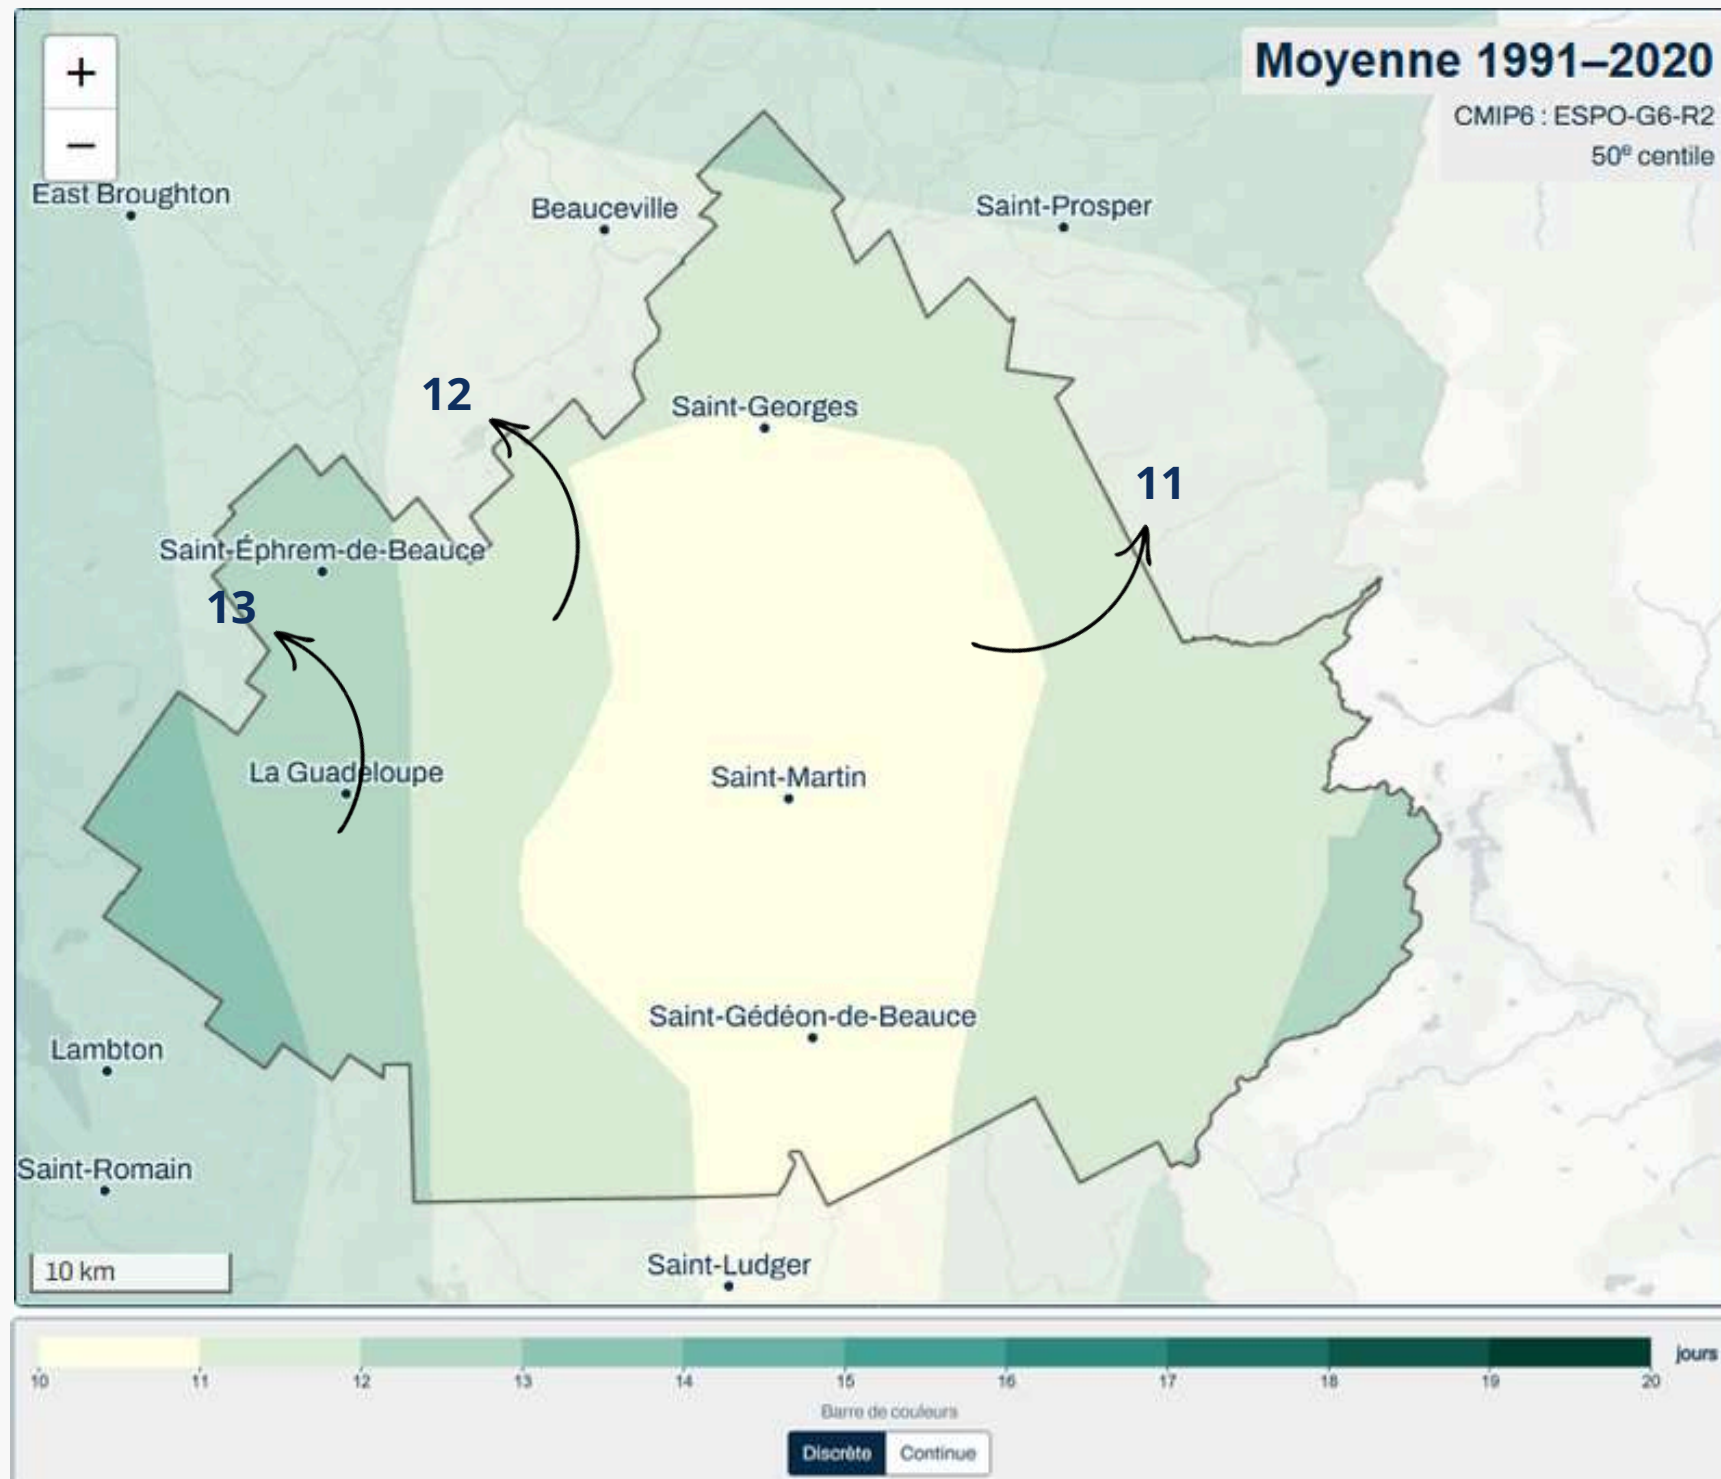 +
−
Moyenne 1991–2020
CMIP6 : ESPO-G6-R2
50e centile
East Broughton
Beauceville
Saint-Prosper
12
Saint-Georges
11
Saint-Éphrem-de-Beauce
13
La Guadeloupe
Saint-Martin
Saint-Gédéon-de-Beauce
Lambton
Saint-Romain
Saint-Ludger
10 km
jours
10 11 12 13 14 15 16 17 18 19 20
Barre de couleurs
Discrète Continue